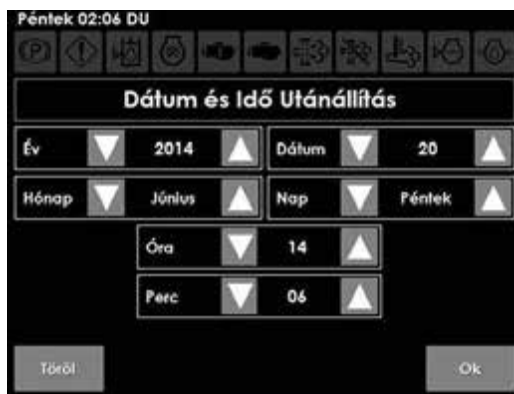 Péntek 02:06 DU
Dátum és Idő Utánállítás
Év 2014 Dátum 20
Hónap Június Nap Péntek
Óra 14
Perc 06
Töröl Ok